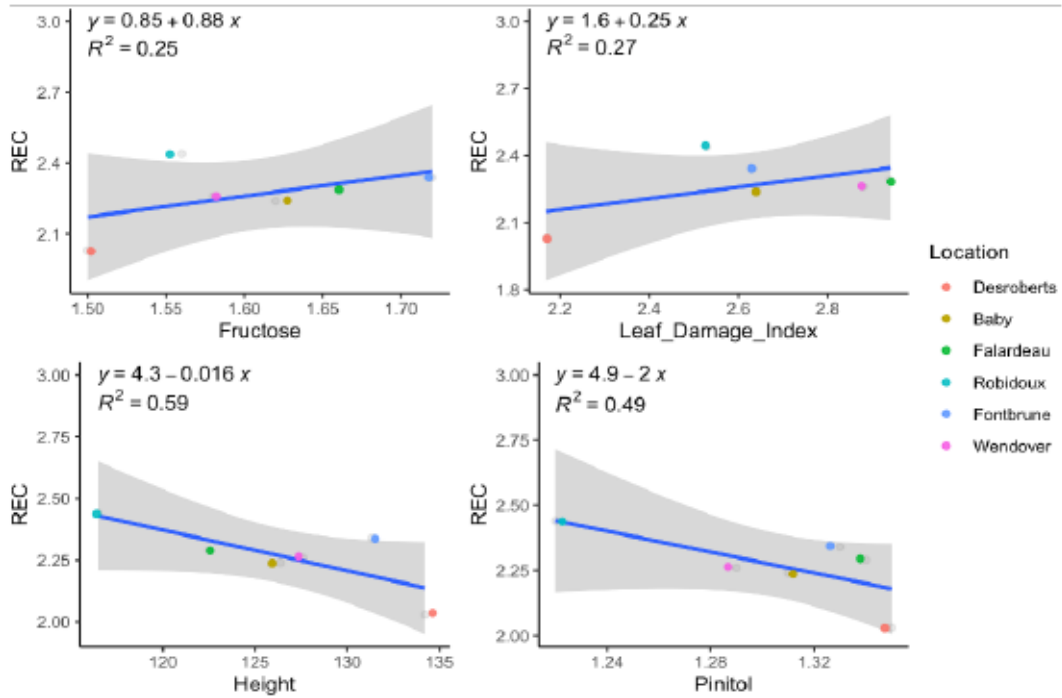 y = 0.85 + 0.88 x
R² = 0.25
3.0
2.7
2.4
2.1
REC
1.50
1.55
1.60
1.65
1.70
Fructose
y = 1.6 + 0.25 x
R² = 0.27
3.0
2.7
2.4
2.1
1.8
REC
2.2
2.4
2.6
2.8
Leaf_Damage_Index
y = 4.3 − 0.016 x
R² = 0.59
3.00
2.75
2.50
2.25
2.00
REC
120
125
130
135
Height
y = 4.9 − 2 x
R² = 0.49
3.00
2.75
2.50
2.25
2.00
REC
1.24
1.28
1.32
Pinitol
Location
Desroberts
Baby
Falardeau
Robidoux
Fontbrune
Wendover